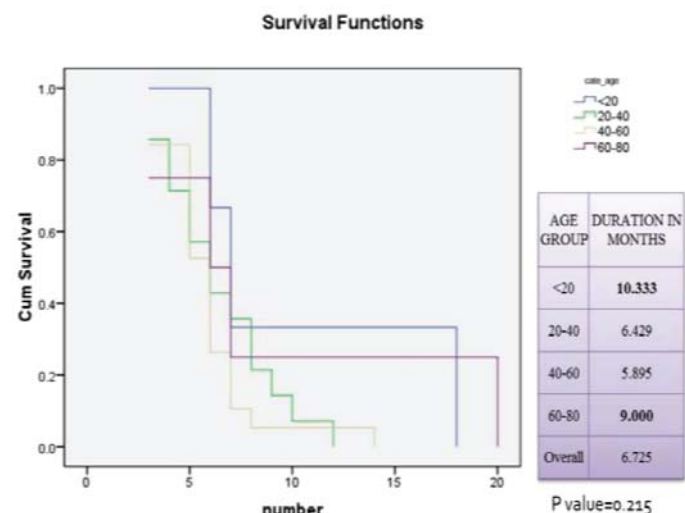 Survival Functions
cate_age
<20
20-40
40-60
60-80
Cum Survival
1.0
0.8
0.6
0.4
0.2
0.0
0 5 10 15 20
number
AGE GROUP DURATION IN MONTHS
<20 10.333
20-40 6.429
40-60 5.895
60-80 9.000
Overall 6.725
P value=0.215